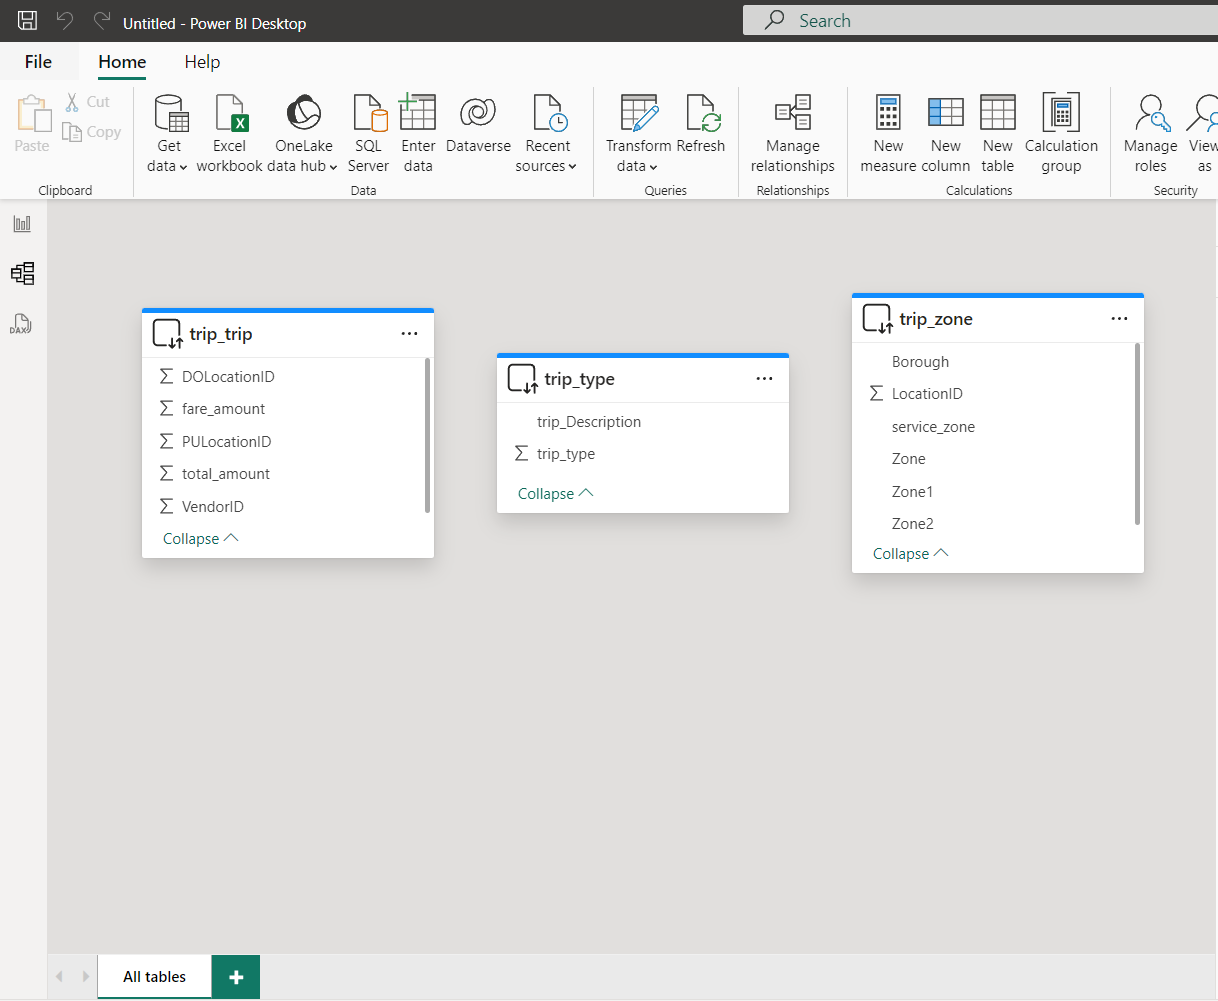 Untitled - Power BI Desktop
Search
File Home Help
Paste
Cut
Copy
Clipboard
Get data
Excel workbook
OneLake data hub
SQL Server
Enter data
Dataverse
Recent sources
Data
Transform data
Refresh
Queries
Manage relationships
Relationships
New measure
New column
New table
Calculation group
Calculations
Manage roles
View as
Security
DAX
trip_trip
DOLocationID
fare_amount
PULocationID
total_amount
VendorID
Collapse
trip_type
trip_Description
trip_type
Collapse
trip_zone
Borough
LocationID
service_zone
Zone
Zone1
Zone2
Collapse
All tables